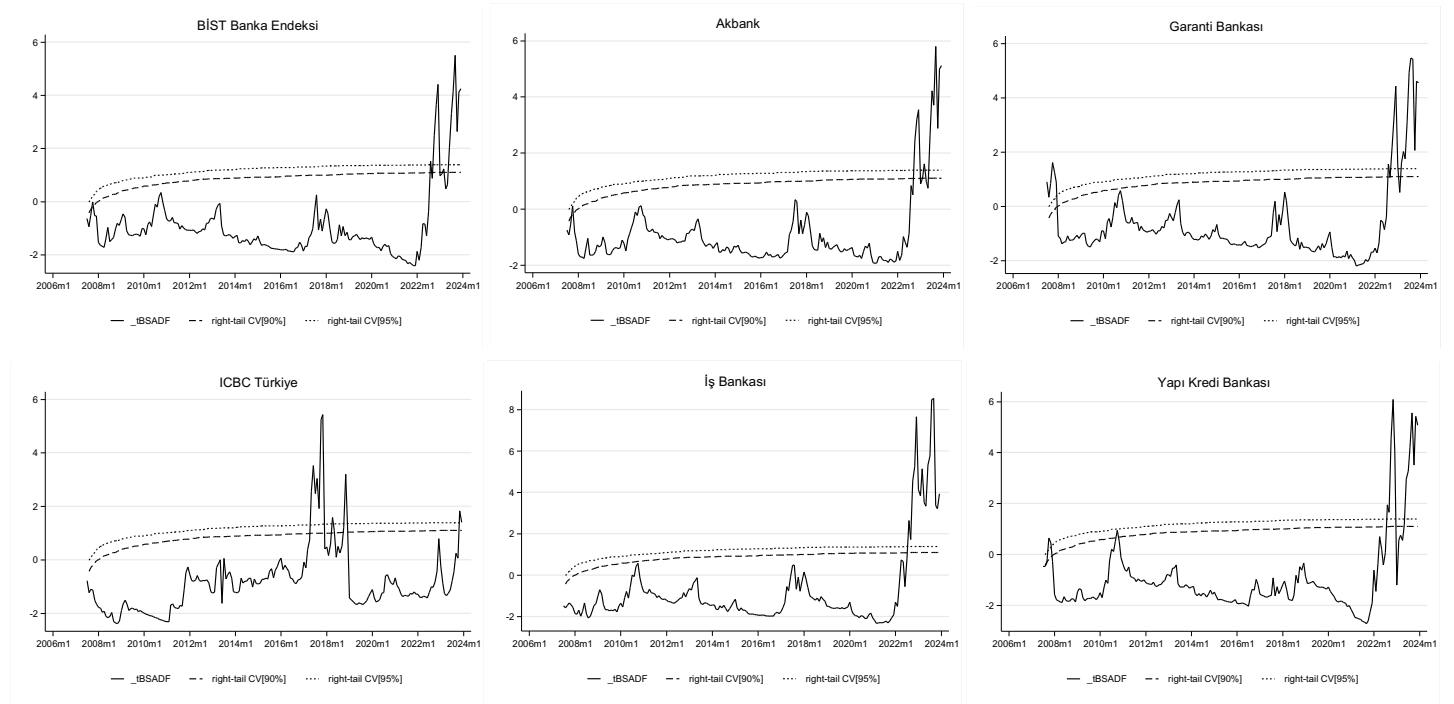 BİST Banka Endeksi
6
4
2
0
-2
2006m1 2008m1 2010m1 2012m1 2014m1 2016m1 2018m1 2020m1 2022m1 2024m1
_tBSADF right-tail CV[90%] right-tail CV[95%]
Akbank
6
4
2
0
-2
2006m1 2008m1 2010m1 2012m1 2014m1 2016m1 2018m1 2020m1 2022m1 2024m1
_tBSADF right-tail CV[90%] right-tail CV[95%]
Garanti Bankası
6
4
2
0
-2
2006m1 2008m1 2010m1 2012m1 2014m1 2016m1 2018m1 2020m1 2022m1 2024m1
_tBSADF right-tail CV[90%] right-tail CV[95%]
ICBC Türkiye
6
4
2
0
-2
2006m1 2008m1 2010m1 2012m1 2014m1 2016m1 2018m1 2020m1 2022m1 2024m1
_tBSADF right-tail CV[90%] right-tail CV[95%]
İş Bankası
8
6
4
2
0
-2
2006m1 2008m1 2010m1 2012m1 2014m1 2016m1 2018m1 2020m1 2022m1 2024m1
_tBSADF right-tail CV[90%] right-tail CV[95%]
Yapı Kredi Bankası
6
4
2
0
-2
2006m1 2008m1 2010m1 2012m1 2014m1 2016m1 2018m1 2020m1 2022m1 2024m1
_tBSADF right-tail CV[90%] right-tail CV[95%]